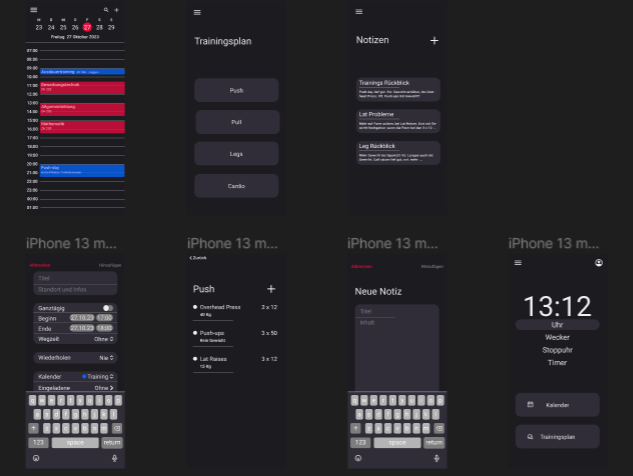 M D M D F S S
23 24 25 26 27 28 29
Freitag 27 Oktober 2023
07:00
08:00
09:00
Ausdauertraining
10:00
11:00
12:00
13:00
14:00
15:00
Mathematik
16:00
17:00
18:00
19:00
20:00
Push-day
21:00
22:00
23:00
00:00
01:00
Trainingsplan
Push
Pull
Legs
Cardio
Notizen
Trainings Rückblick
Lat Probleme
Leg Rückblick
iPhone 13 m...
Abbrechen Hinzufügen
Titel
Standort und Infos
Ganztägig
Beginn 27.10.23 17:00
Ende 27.10.23 18:00
Wegzeit Ohne
Wiederholen Nie
Kalender Training
Eingeladene Ohne
q w e r t y u i o p
a s d f g h j k l
z x c v b n m
123 space return
iPhone 13 m...
Zurück
Push
Overhead Press 3 x 12
40 Kg
Push-ups 3 x 50
Kein Gewicht
Lat Raises 3 x 12
iPhone 13 m...
Abbrechen Hinzufügen
Neue Notiz
Titel
Inhalt
q w e r t y u i o p
a s d f g h j k l
z x c v b n m
123 space return
iPhone 13 m...
13:12
Uhr
Wecker
Stoppuhr
Timer
Kalender
Trainingsplan